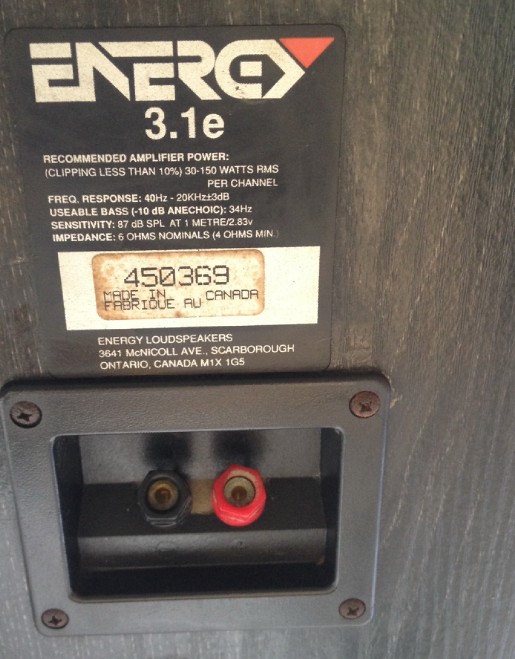 ENERGY
3.1e
RECOMMENDED AMPLIFIER POWER:
(CLIPPING LESS THAN 10%) 30-150 WATTS RMS
PER CHANNEL
FREQ. RESPONSE: 40Hz - 20KHz±3dB
USEABLE BASS (-10 dB ANECHOIC): 34Hz
SENSITIVITY: 87 dB SPL AT 1 METRE/2.83v
IMPEDANCE: 6 OHMS NOMINALS (4 OHMS MIN.)
450369
MADE IN CANADA
FABRIQUE AU
ENERGY LOUDSPEAKERS
3641 McNICOLL AVE., SCARBOROUGH
ONTARIO, CANADA M1X 1G5